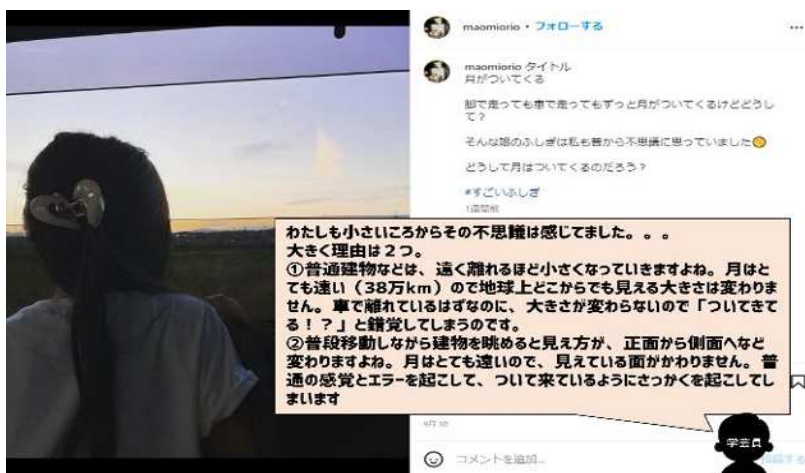 maomiorio・フォローする
maomiorio タイトル
月がついてくる
脚で走っても車で走ってもずっと月がついてくるけどどうし
て？
そんな娘のふしぎは私も昔から不思議に思っていました
どうして月はついてくるのだろう？
#すごいふしぎ
1週間前
わたしも小さいころからその不思議は感じてました。。。
大きく理由は２つ。
①普通建物などは、遠く離れるほど小さくなっていきますよね。月はと
ても遠い（38万km）ので地球上どこからでも見える大きさは変わりま
せん。車で離れているはずなのに、大きさが変わらないので「ついてきて
る！？」と錯覚してしまうのです。
②普段移動しながら建物を眺めると見え方が、正面から側面へなど
変わりますよね。月はとても遠いので、見えている面がかわりません。普
通の感覚とエラーを起こして、ついて来ているようにさっかくを起こしてし
まいます
学芸員
コメントを追加...